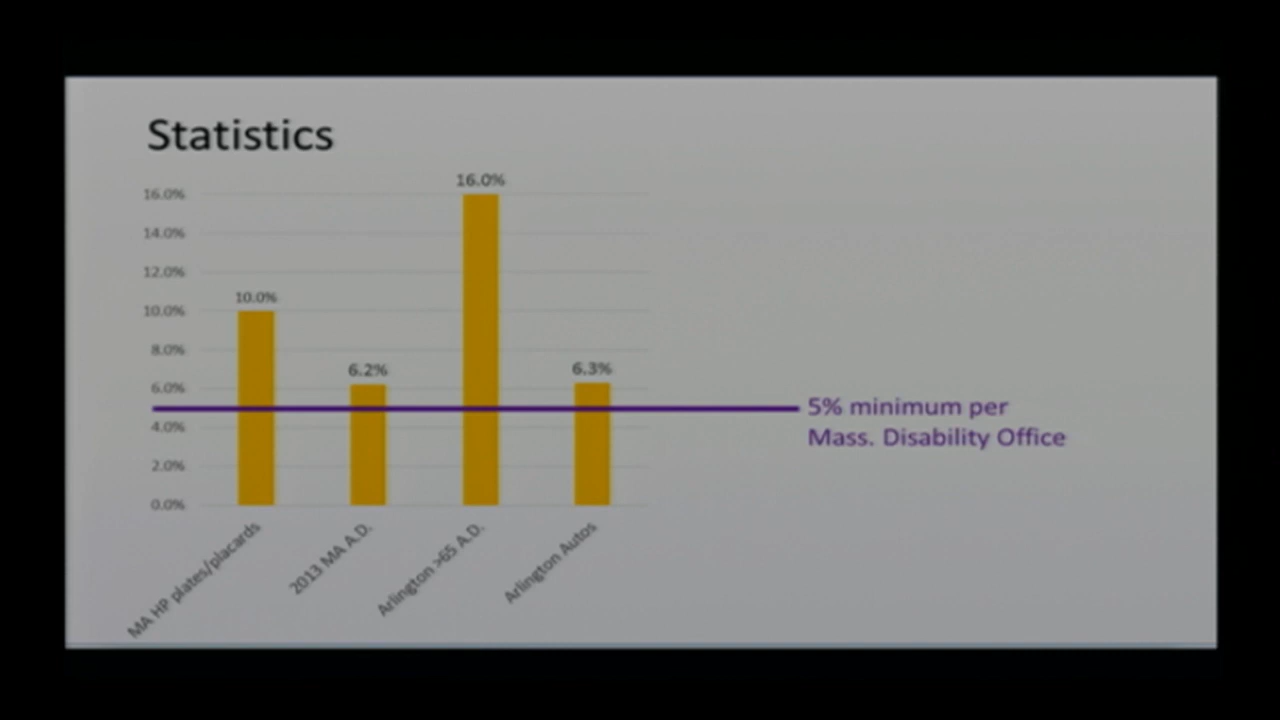 Statistics
16.0%
14.0%
12.0%
10.0%
8.0%
6.0%
4.0%
2.0%
0.0%
10.0%
6.2%
16.0%
6.3%
MA HP plates/placards
2013 MA A.D.
Arlington >65 A.D.
Arlington Autos
5% minimum per
Mass. Disability Office